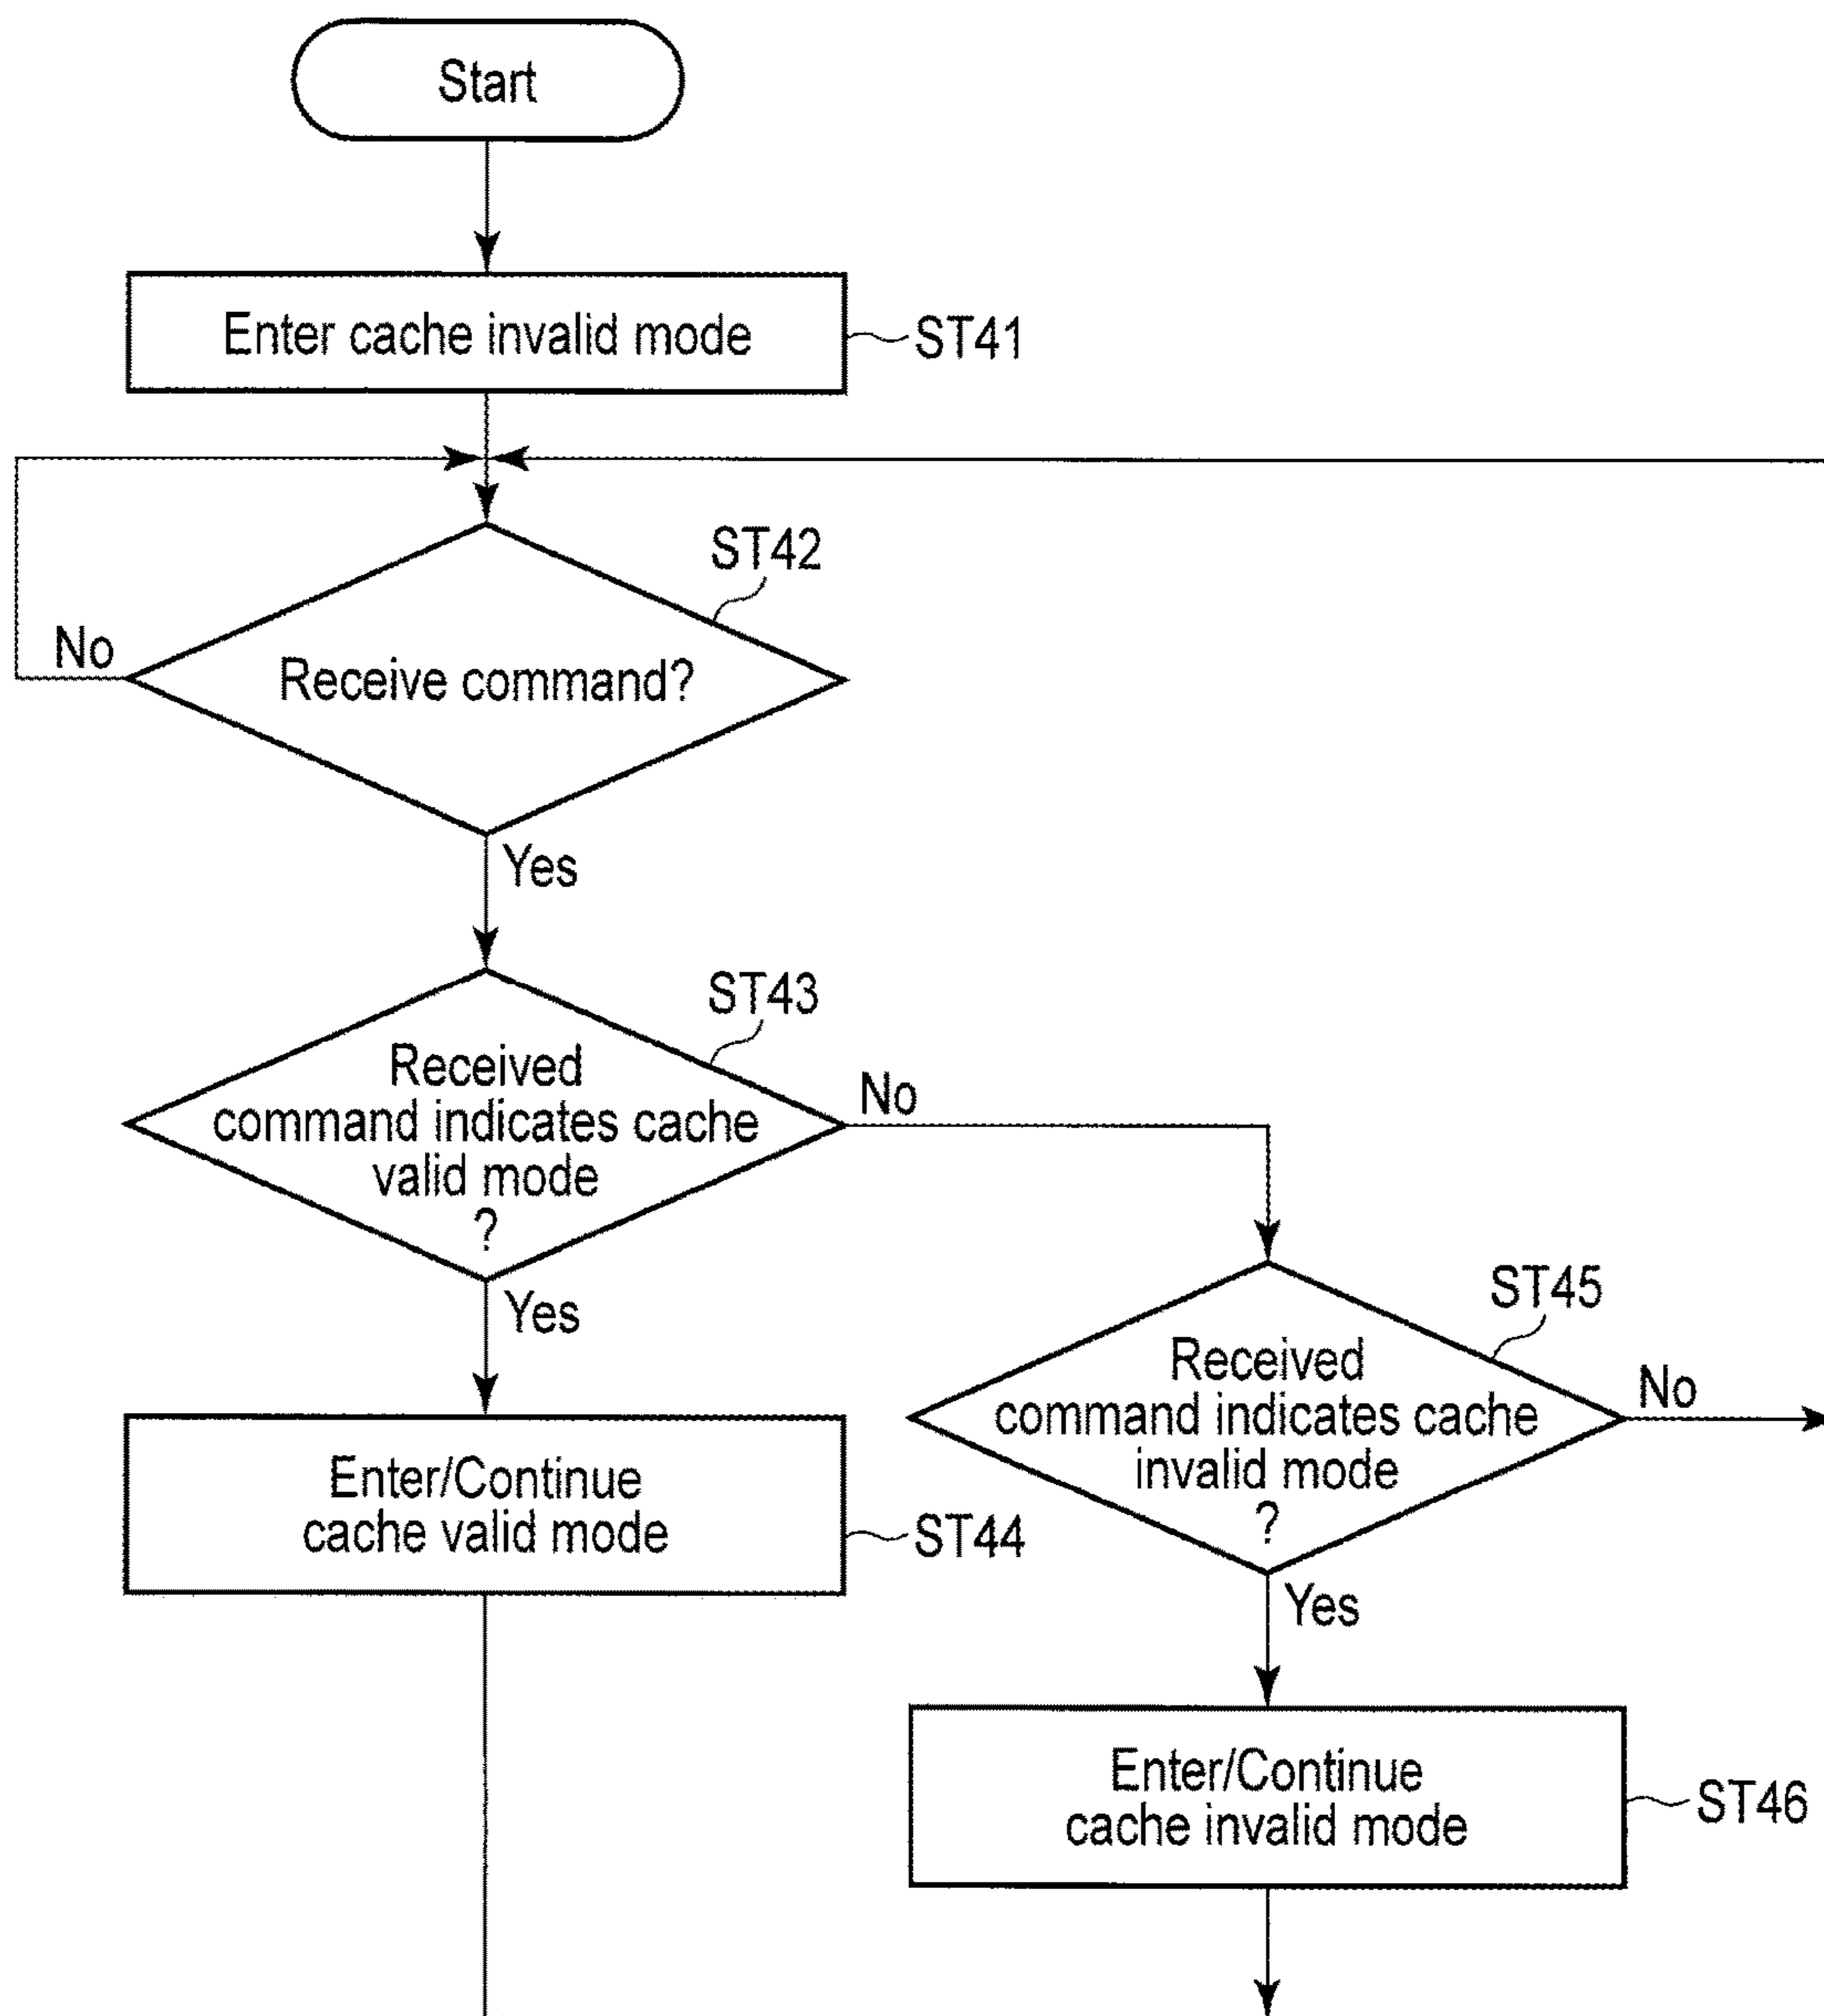 Start
Enter cache invalid mode
ST41
ST42
No
Receive command?
Yes
ST43
Received
command indicates cache
valid mode
?
No
Yes
ST45
Received
command indicates cache
invalid mode
?
No
Enter/Continue
cache valid mode
ST44
Yes
Enter/Continue
cache invalid mode
ST46